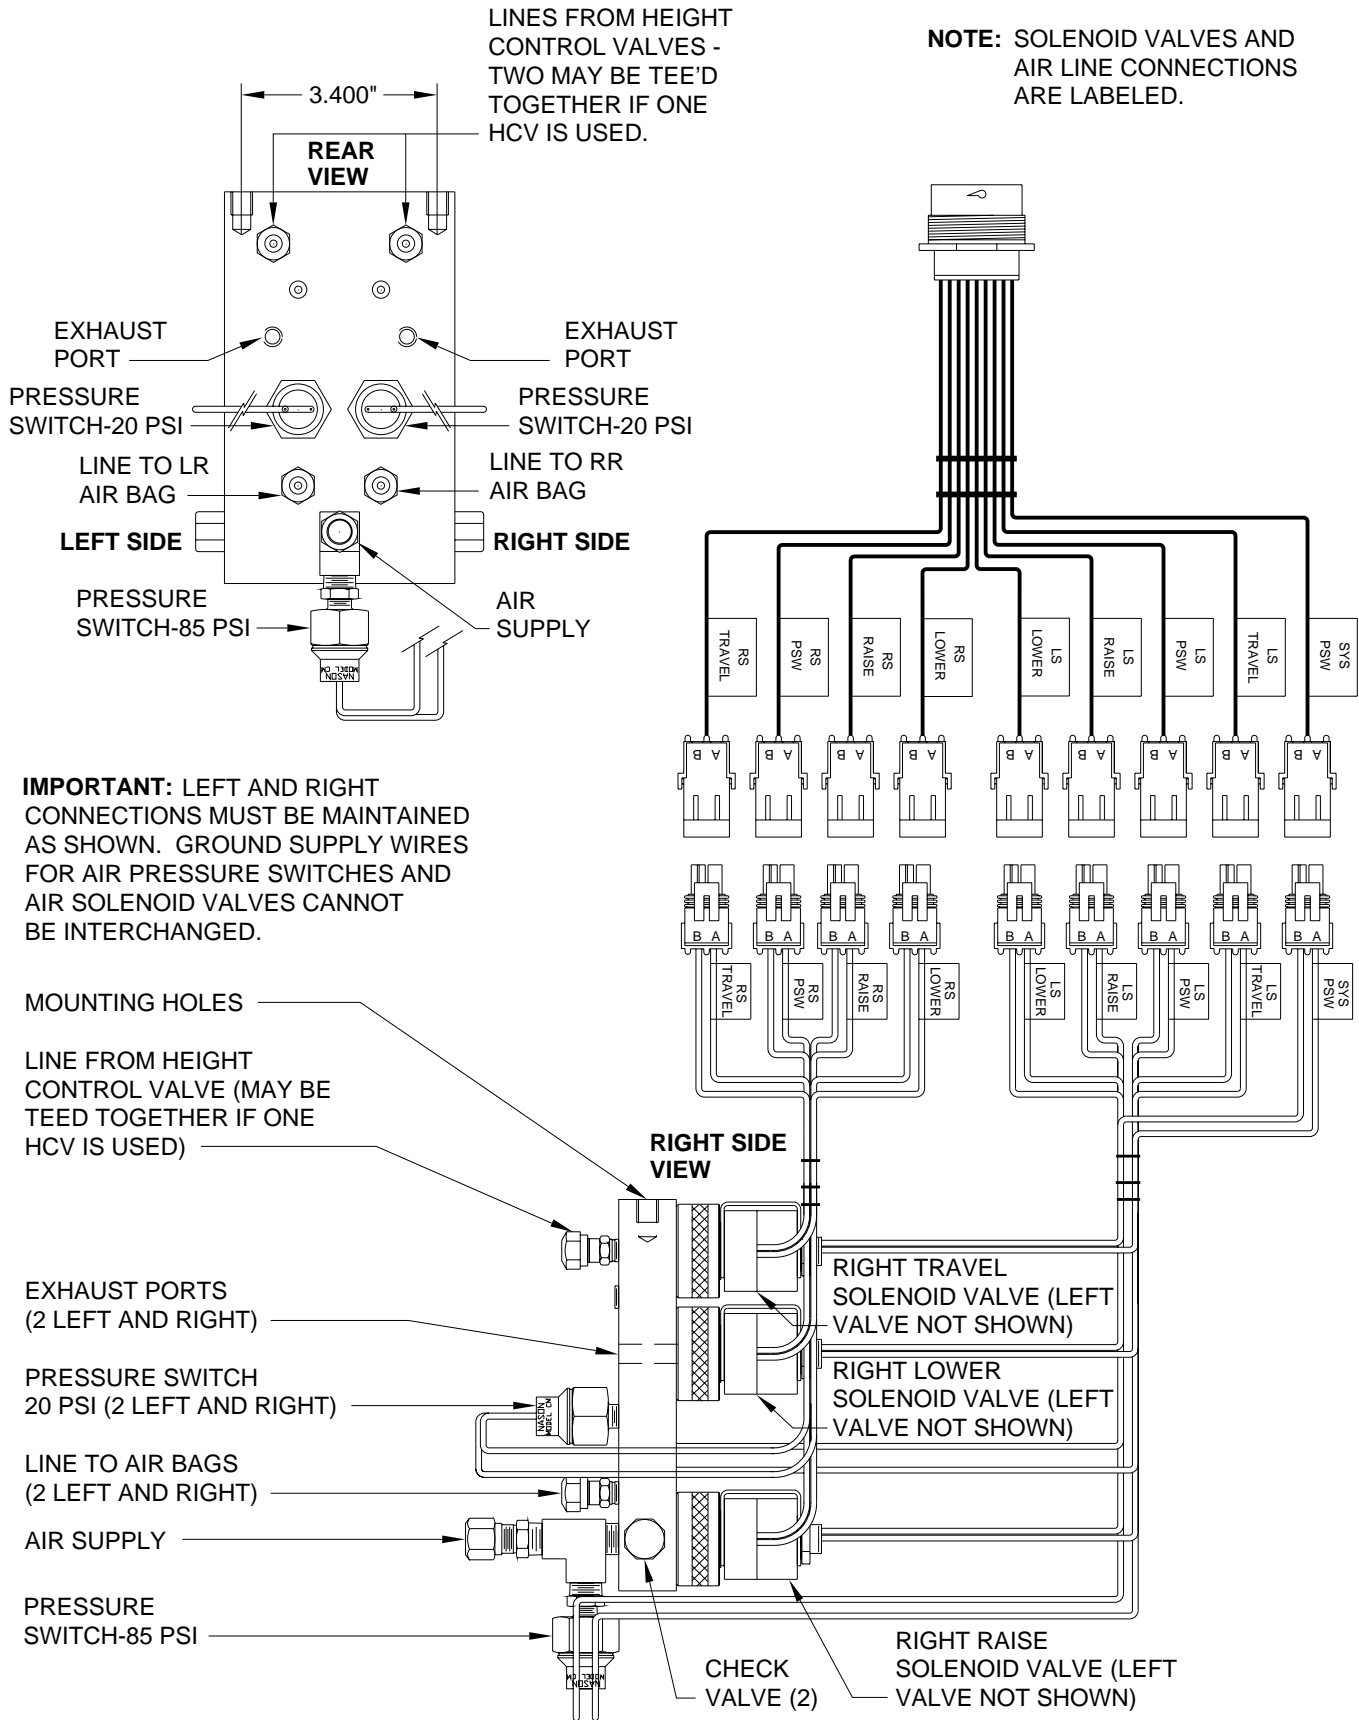 LINES FROM HEIGHT
CONTROL VALVES -
TWO MAY BE TEE'D
TOGETHER IF ONE
HCV IS USED.
NOTE: SOLENOID VALVES AND
AIR LINE CONNECTIONS
ARE LABELED.
3.400"
REAR
VIEW
EXHAUST
PORT
EXHAUST
PORT
PRESSURE
SWITCH-20 PSI
PRESSURE
SWITCH-20 PSI
LINE TO LR
AIR BAG
LINE TO RR
AIR BAG
LEFT SIDE
RIGHT SIDE
PRESSURE
SWITCH-85 PSI
AIR
SUPPLY
NASON
MODEL CM
RS
TRAVEL
RS
PSW
RS
RAISE
RS
LOWER
LS
LOWER
LS
RAISE
LS
PSW
LS
TRAVEL
SYS
PSW
B A
B A
B A
B A
B A
B A
B A
B A
B A
IMPORTANT: LEFT AND RIGHT
CONNECTIONS MUST BE MAINTAINED
AS SHOWN. GROUND SUPPLY WIRES
FOR AIR PRESSURE SWITCHES AND
AIR SOLENOID VALVES CANNOT
BE INTERCHANGED.
B A
B A
B A
B A
B A
B A
B A
B A
B A
RS
TRAVEL
RS
PSW
RS
RAISE
RS
LOWER
LS
LOWER
LS
RAISE
LS
PSW
LS
TRAVEL
SYS
PSW
MOUNTING HOLES
LINE FROM HEIGHT
CONTROL VALVE (MAY BE
TEED TOGETHER IF ONE
HCV IS USED)
RIGHT SIDE
VIEW
EXHAUST PORTS
(2 LEFT AND RIGHT)
RIGHT TRAVEL
SOLENOID VALVE (LEFT
VALVE NOT SHOWN)
PRESSURE SWITCH
20 PSI (2 LEFT AND RIGHT)
NASON
MODEL CM
RIGHT LOWER
SOLENOID VALVE (LEFT
VALVE NOT SHOWN)
LINE TO AIR BAGS
(2 LEFT AND RIGHT)
AIR SUPPLY
PRESSURE
SWITCH-85 PSI
NASON
MODEL CM
CHECK
VALVE (2)
RIGHT RAISE
SOLENOID VALVE (LEFT
VALVE NOT SHOWN)